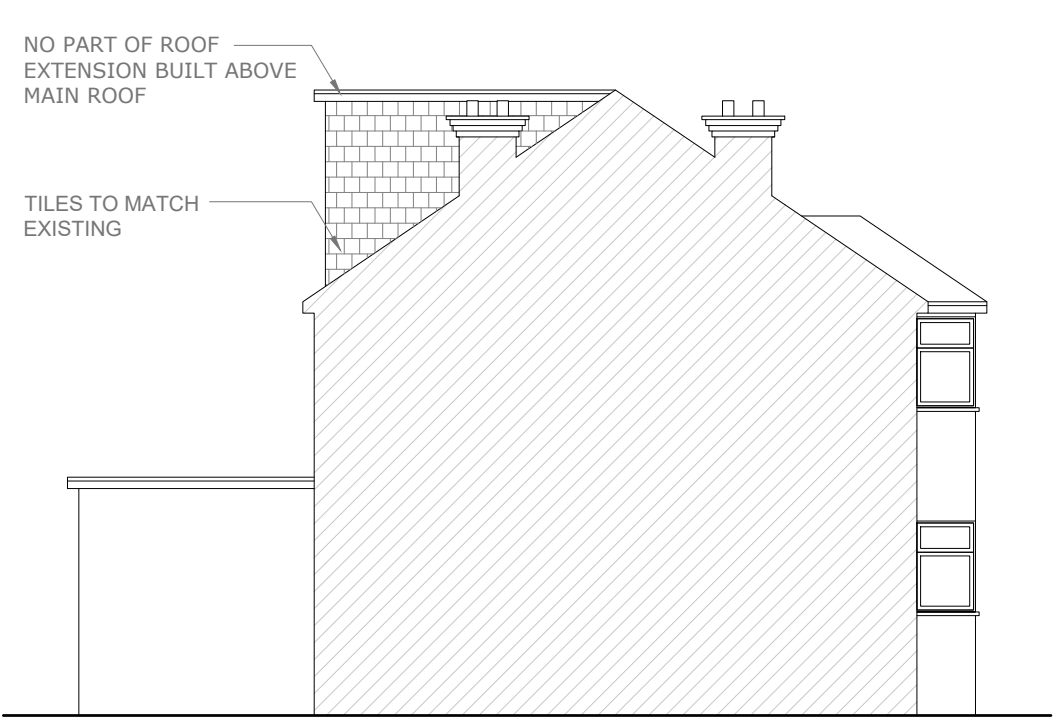 NO PART OF ROOF
EXTENSION BUILT ABOVE
MAIN ROOF
TILES TO MATCH
EXISTING